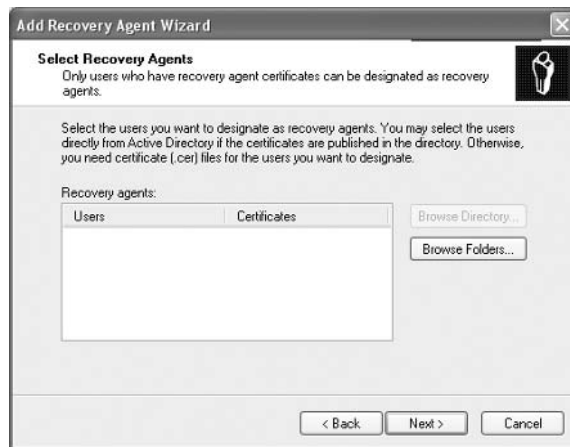 Add Recovery Agent Wizard
Select Recovery Agents
Only users who have recovery agent certificates can be designated as recovery
agents.
Select the users you want to designate as recovery agents. You may select the users
directly from Active Directory if the certificates are published in the directory. Otherwise,
you need certificate (.cer) files for the users you want to designate.
Recovery agents:
Users Certificates
Browse Directory...
Browse Folders...
< Back Next > Cancel